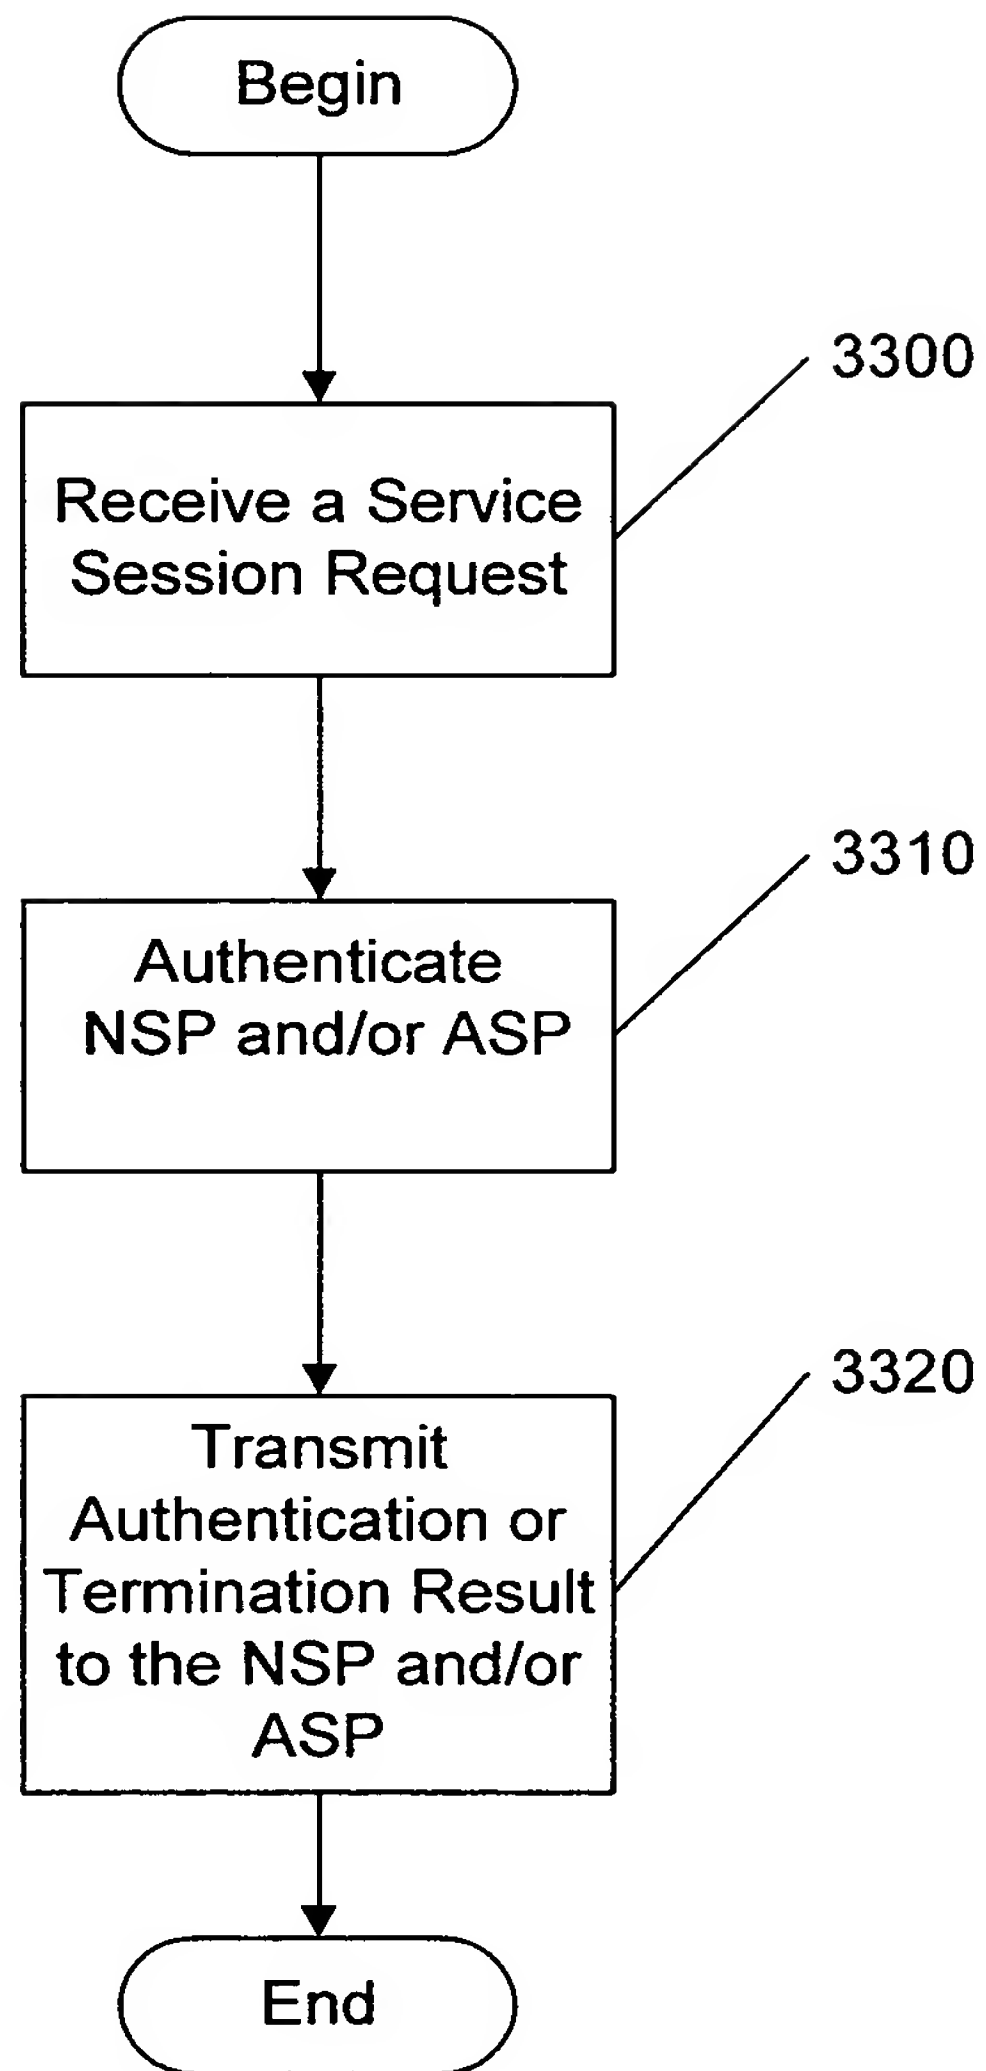 Begin
3300
Receive a Service
Session Request
3310
Authenticate
NSP and/or ASP
3320
Transmit
Authentication or
Termination Result
to the NSP and/or
ASP
End